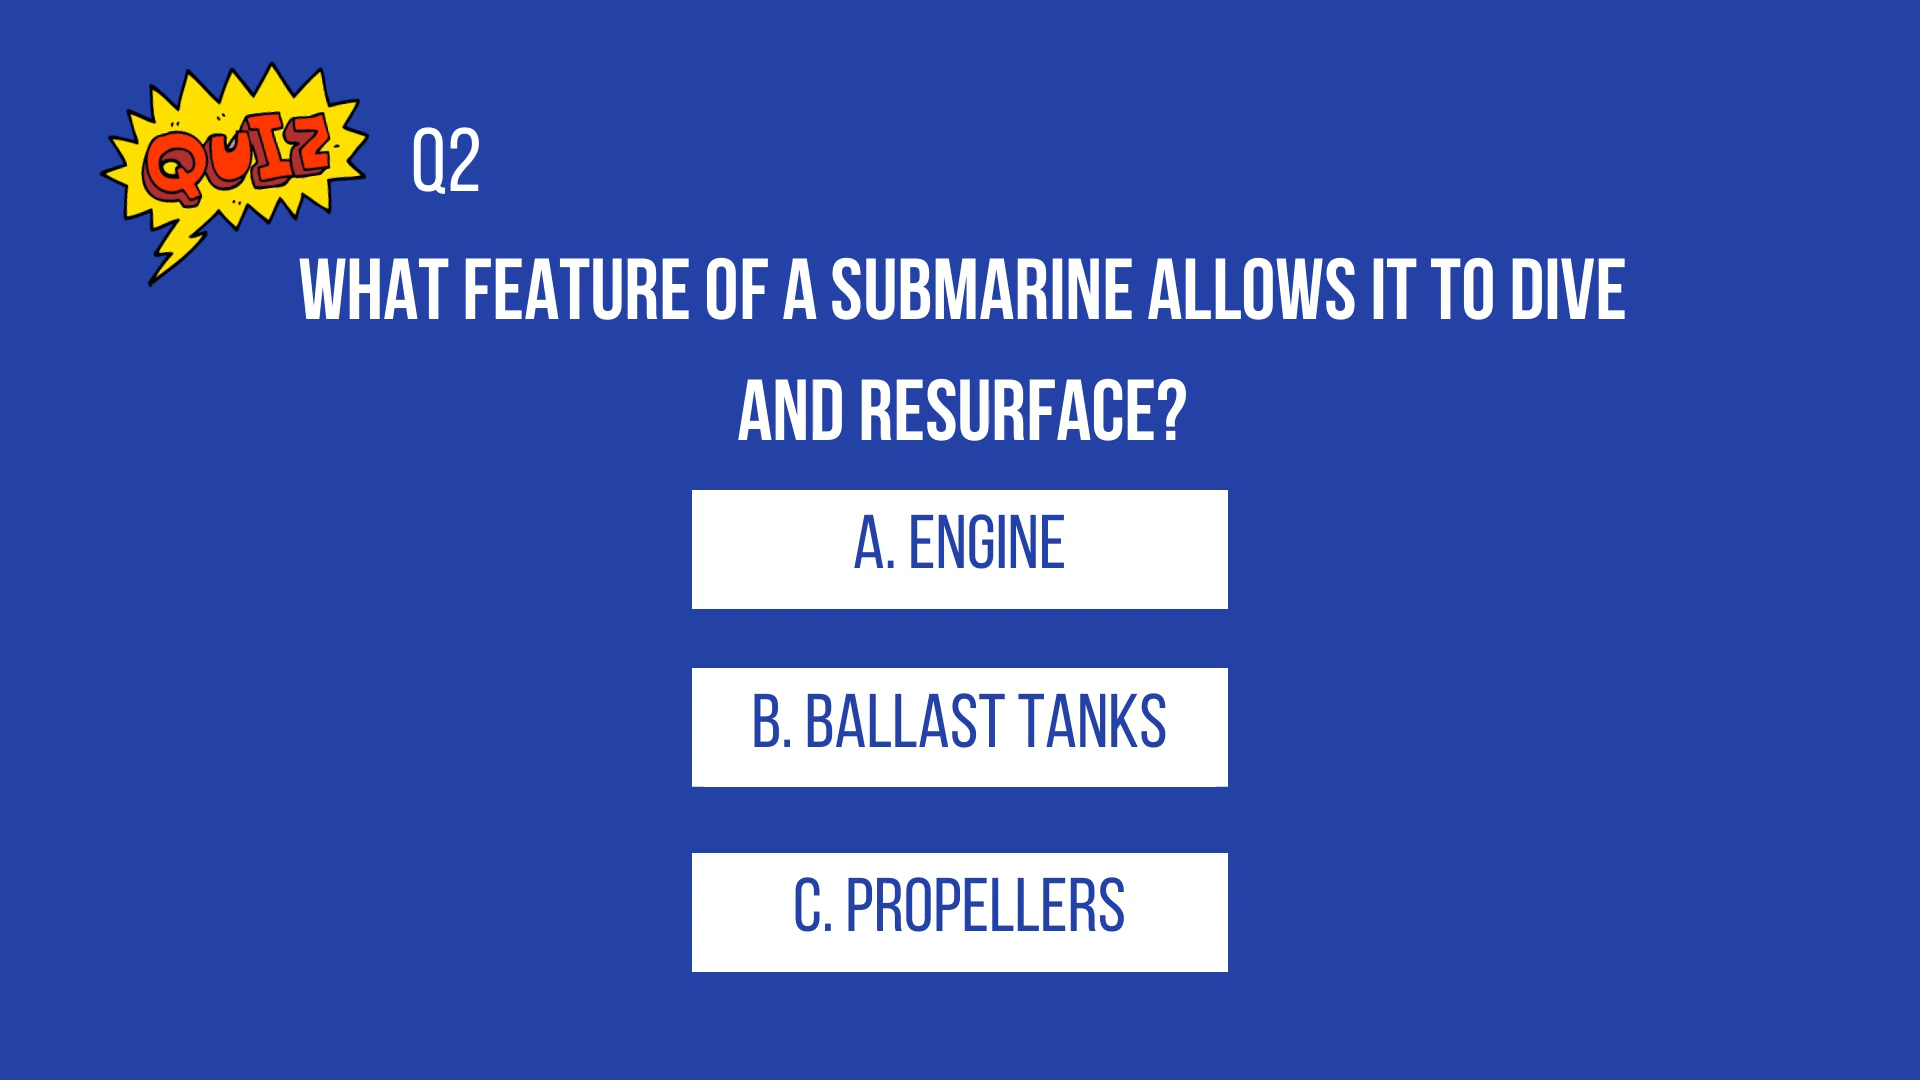 QUIZ
Q2
WHAT FEATURE OF A SUBMARINE ALLOWS IT TO DIVE
AND RESURFACE?
A. ENGINE
B. BALLAST TANKS
C. PROPELLERS